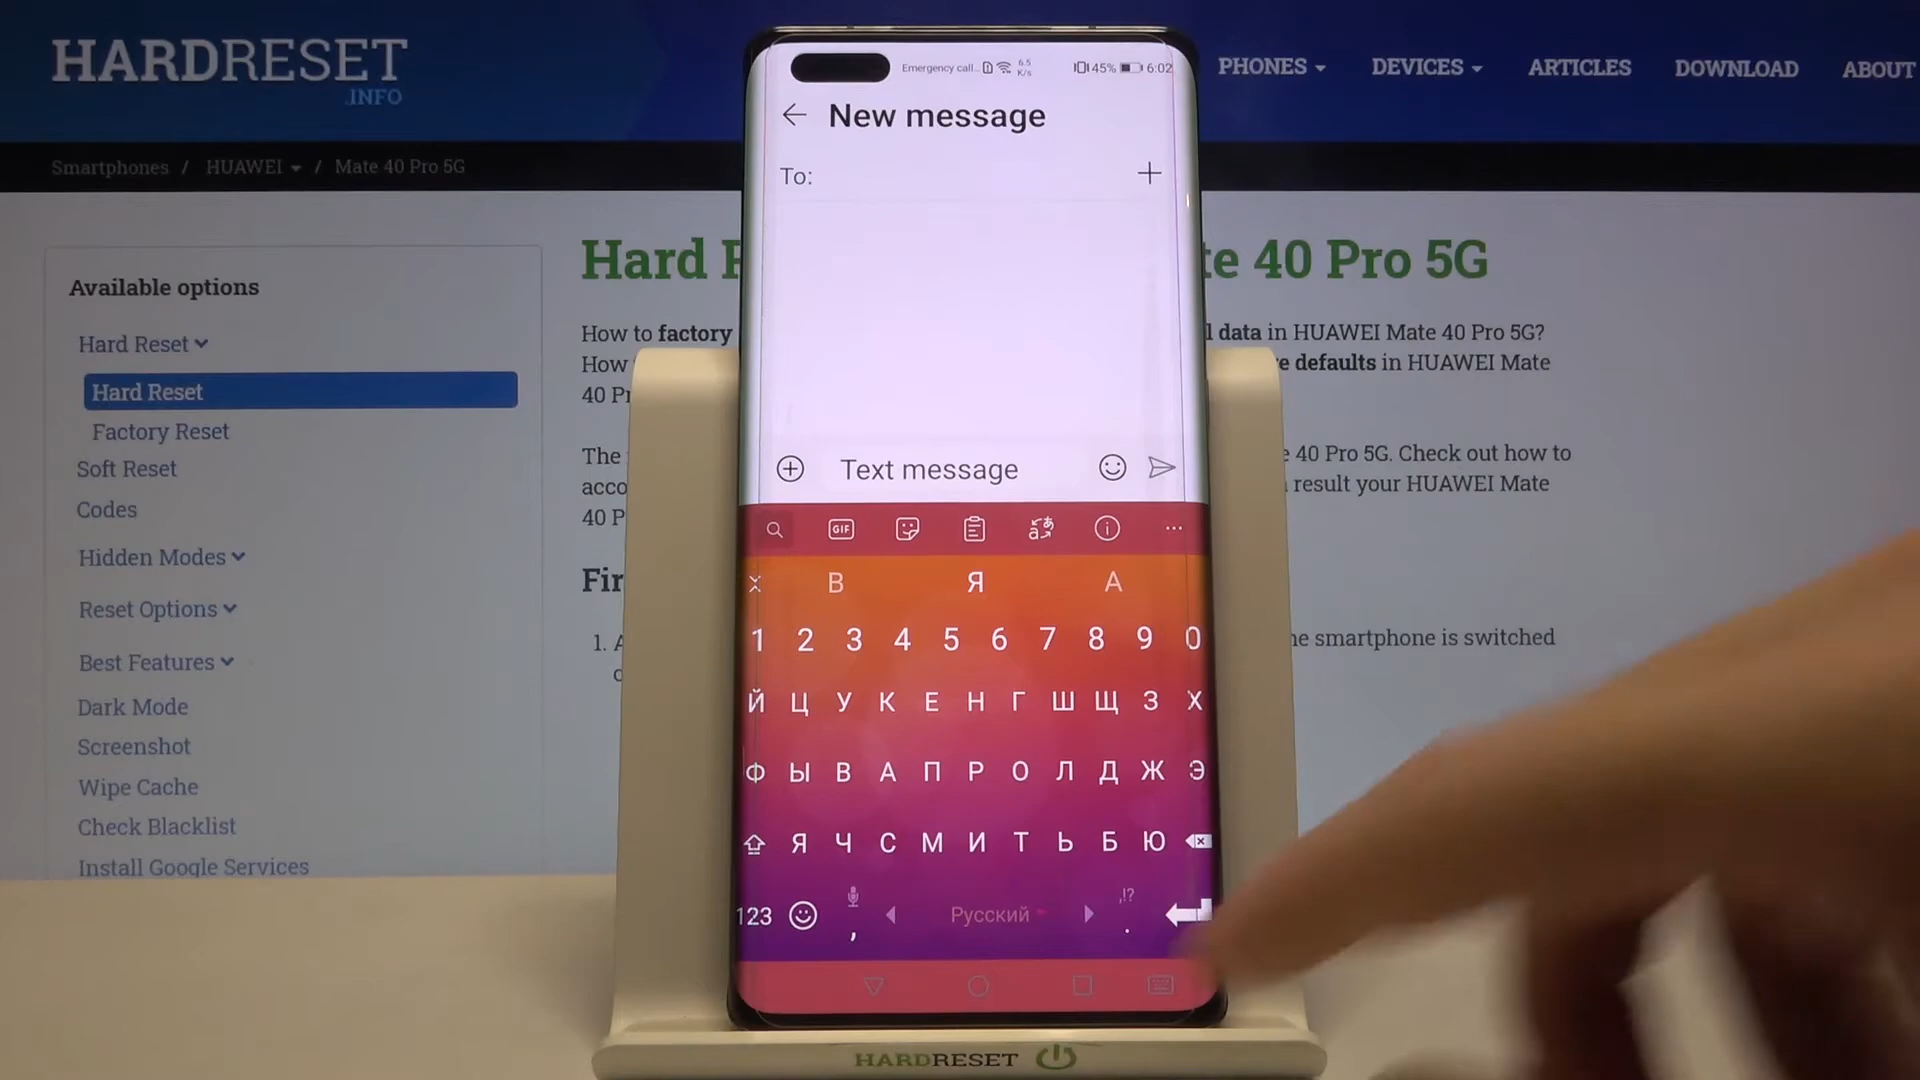 HARDRESET
.INFO
PHONES DEVICES ARTICLES DOWNLOAD ABOUT
Smartphones / HUAWEI / Mate 40 Pro 5G
Available options
Hard Reset
Hard Reset
Factory Reset
Soft Reset
Codes
Hidden Modes
Reset Options
Best Features
Dark Mode
Screenshot
Wipe Cache
Check Blacklist
Install Google Services
Hard
40 Pro 5G
How to factory
data in HUAWEI Mate 40 Pro 5G?
How
defaults in HUAWEI Mate
40
The
40 Pro 5G. Check out how to
result your HUAWEI Mate
40
1.
smartphone is switched
Emergency call... 6.5 K/s 45% 6:02
New message
To:
Text message
GIF
В Я А
1 2 3 4 5 6 7 8 9 0
Й Ц У К Е Н Г Ш Щ З Х
Ф Ы В А П Р О Л Д Ж Э
Я Ч С М И Т Ь Б Ю
123 , Русский ,!? .
HARDRESET